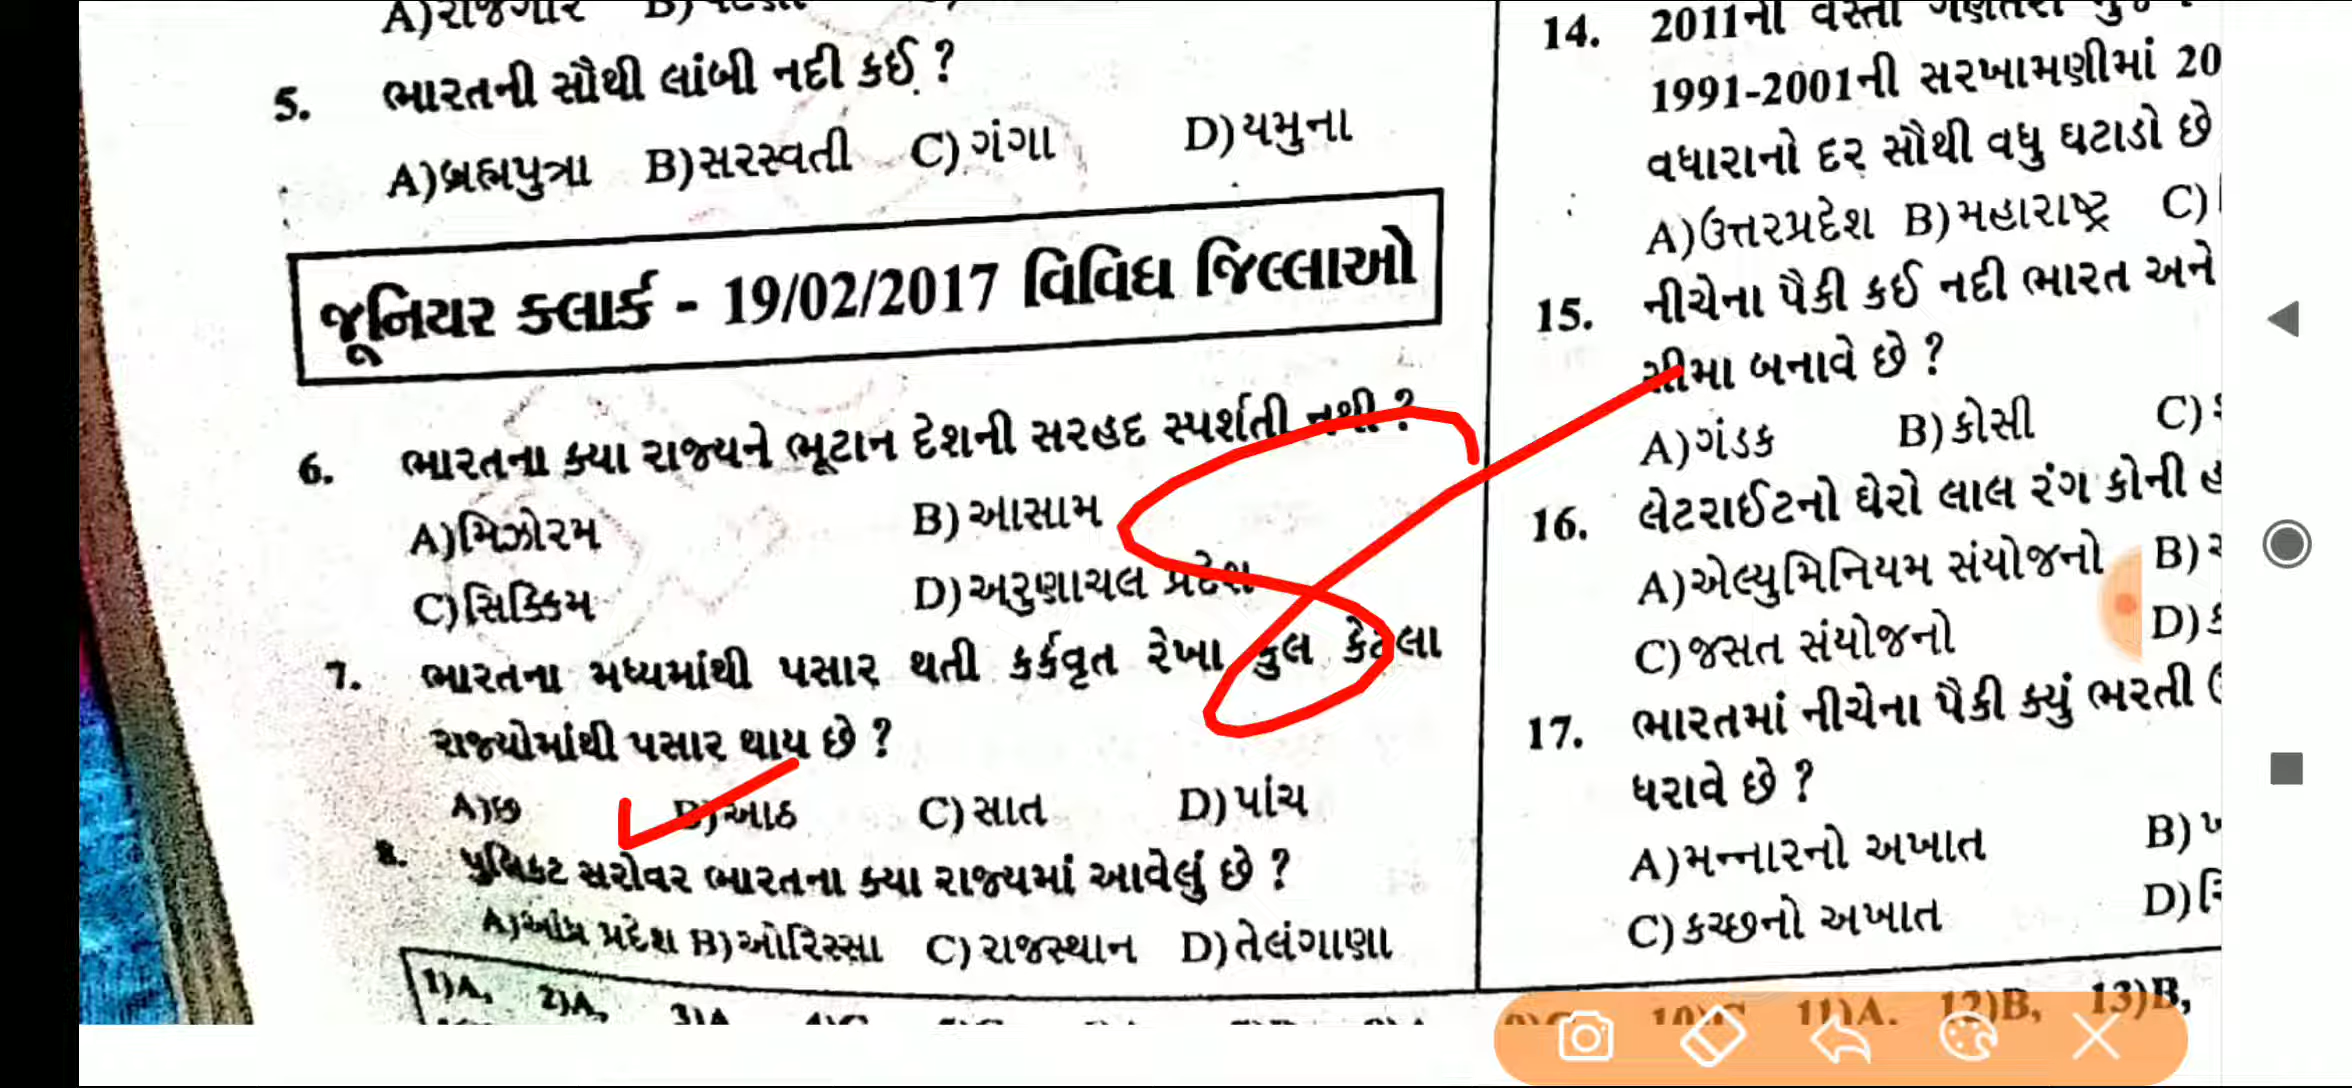 5. ભારતની સૌથી લાંબી નદી કઈ ?
A)બ્રહ્મપુત્રા B)સરસ્વતી C)ગંગા D)યમુના
જૂનિયર ક્લાર્ક - 19/02/2017 વિવિધ જિલ્લાઓ
6. ભારતના ક્યા રાજ્યને ભૂટાન દેશની સરહદ સ્પર્શતી નથી ?
A)મિઝોરમ B)આસામ
C)સિક્કિમ D)અરુણાચલ પ્રદેશ
7. ભારતના મધ્યમાંથી પસાર થતી કર્કવૃત રેખા કુલ કેટલા
રાજ્યોમાંથી પસાર થાય છે ?
A)છ B)આઠ C)સાત D)પાંચ
8. પુલિકટ સરોવર ભારતના ક્યા રાજ્યમાં આવેલું છે ?
A)આંધ્ર પ્રદેશ B)ઓરિસ્સા C)રાજસ્થાન D)તેલંગાણા
1)A, 2)A,
14. 2011ની
1991-2001ની સરખામણીમાં 20
વધારાનો દર સૌથી વધુ ઘટાડો છે
A)ઉત્તરપ્રદેશ B)મહારાષ્ટ્ર C)
15. નીચેના પૈકી કઈ નદી ભારત અને
સીમા બનાવે છે ?
A)ગંડક B)કોસી C)
16. લેટરાઈટનો ઘેરો લાલ રંગ કોની
A)એલ્યુમિનિયમ સંયોજનો B)
C)જસત સંયોજનો D)
17. ભારતમાં નીચેના પૈકી ક્યું ભરતી
ધરાવે છે ?
A)મન્નારનો અખાત B)
C)કચ્છનો અખાત D)
11)A, 12)B, 13)B,